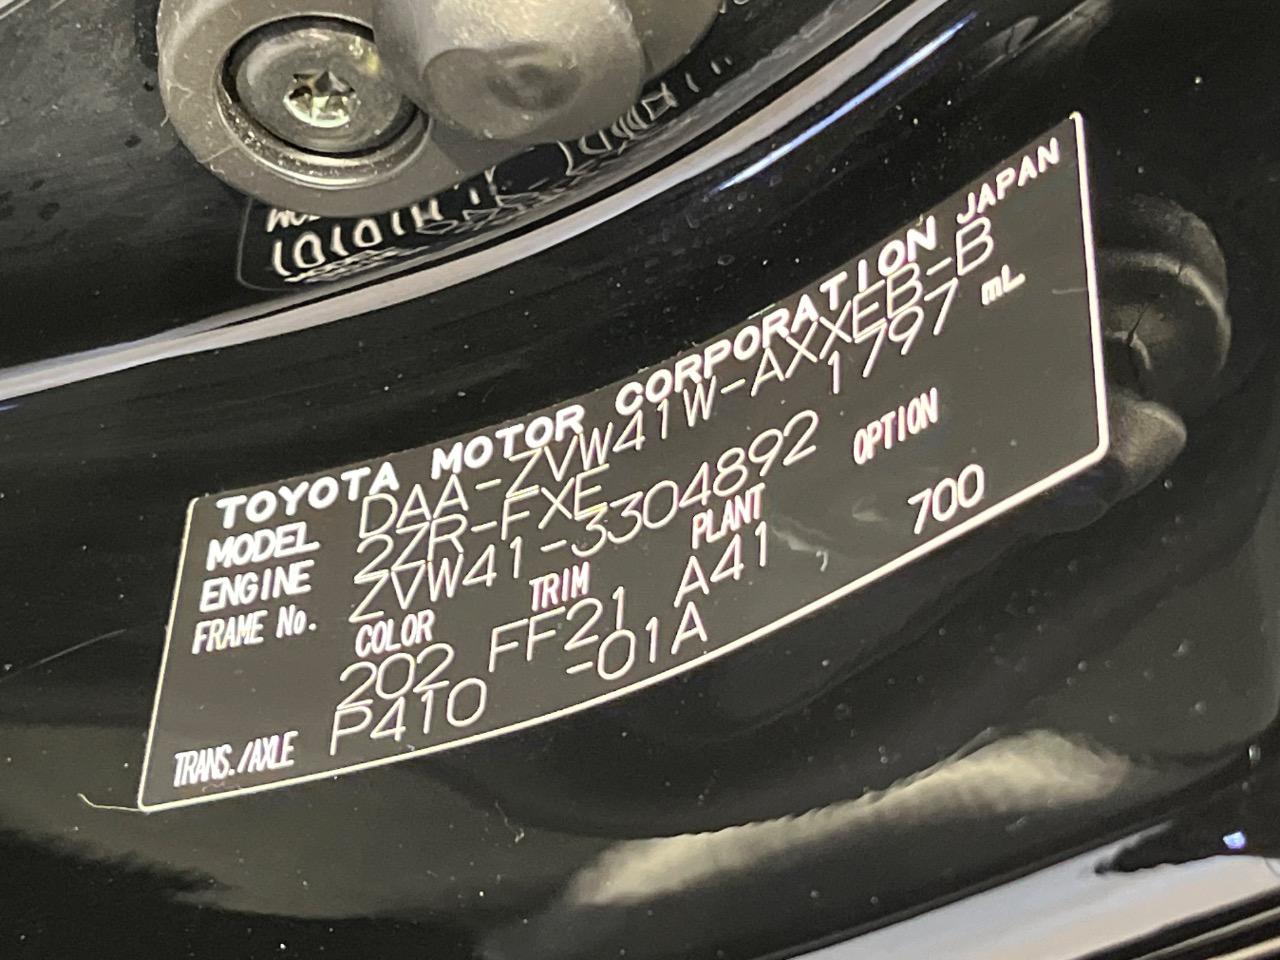 TOYOTA MOTOR CORPORATION JAPAN
MODEL DAA-ZVW41W-AXXEB-B
ENGINE 2ZR-FXE 1797 mL
FRAME No. ZVW41-3304892
COLOR TRIM PLANT OPTION
202 FF21 A41 700
TRANS./AXLE P410 -01A